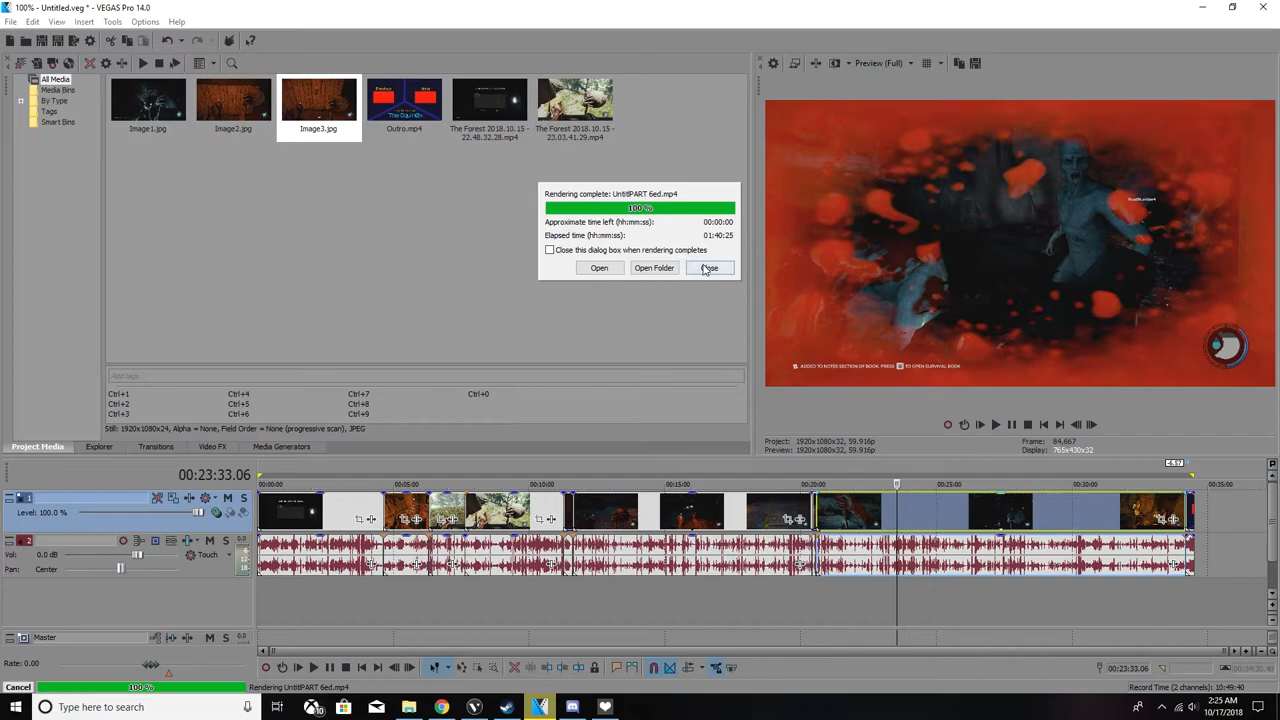 100% - Untitled.veg * - VEGAS Pro 14.0
File Edit View Insert Tools Options Help
Preview (Full)
All Media
Media Bins
By Type
Tags
Smart Bins
Image1.jpg
Image2.jpg
Image3.jpg
Outro.mp4
The Forest 2018.10.15 -
22.48.32.28.mp4
The Forest 2018.10.15 -
23.03.41.29.mp4
Rendering complete: UntitlPART 6ed.mp4
100 %
Approximate time left (hh:mm:ss): 00:00:00
Elapsed time (hh:mm:ss): 01:40:25
Close this dialog box when rendering completes
Open Open Folder Close
ADDED TO NOTES SECTION OF BOOK. PRESS TO OPEN SURVIVAL BOOK
Add tags
Ctrl+1 Ctrl+4 Ctrl+7 Ctrl+0
Ctrl+2 Ctrl+5 Ctrl+8
Ctrl+3 Ctrl+6 Ctrl+9
Still: 1920x1080x24, Alpha = None, Field Order = None (progressive scan), JPEG
Project Media Explorer Transitions Video FX Media Generators
Project: 1920x1080x32, 59.916p Frame: 84,667
Preview: 1920x1080x32, 59.916p Display: 765x430x32
-6.57
00:23:33.06
00:00:00 00:05:00 00:10:00 00:15:00 00:20:00 00:25:00 00:30:00 00:35:00
1 M S
Level: 100.0 %
2 M S
Vol: 0.0 dB Touch
Pan: Center
Master M S
Rate: 0.00
00:23:33.06
Cancel 100 % Rendering UntitlPART 6ed.mp4 Record Time (2 channels): 10:49:40
Type here to search
2:25 AM
10/17/2018